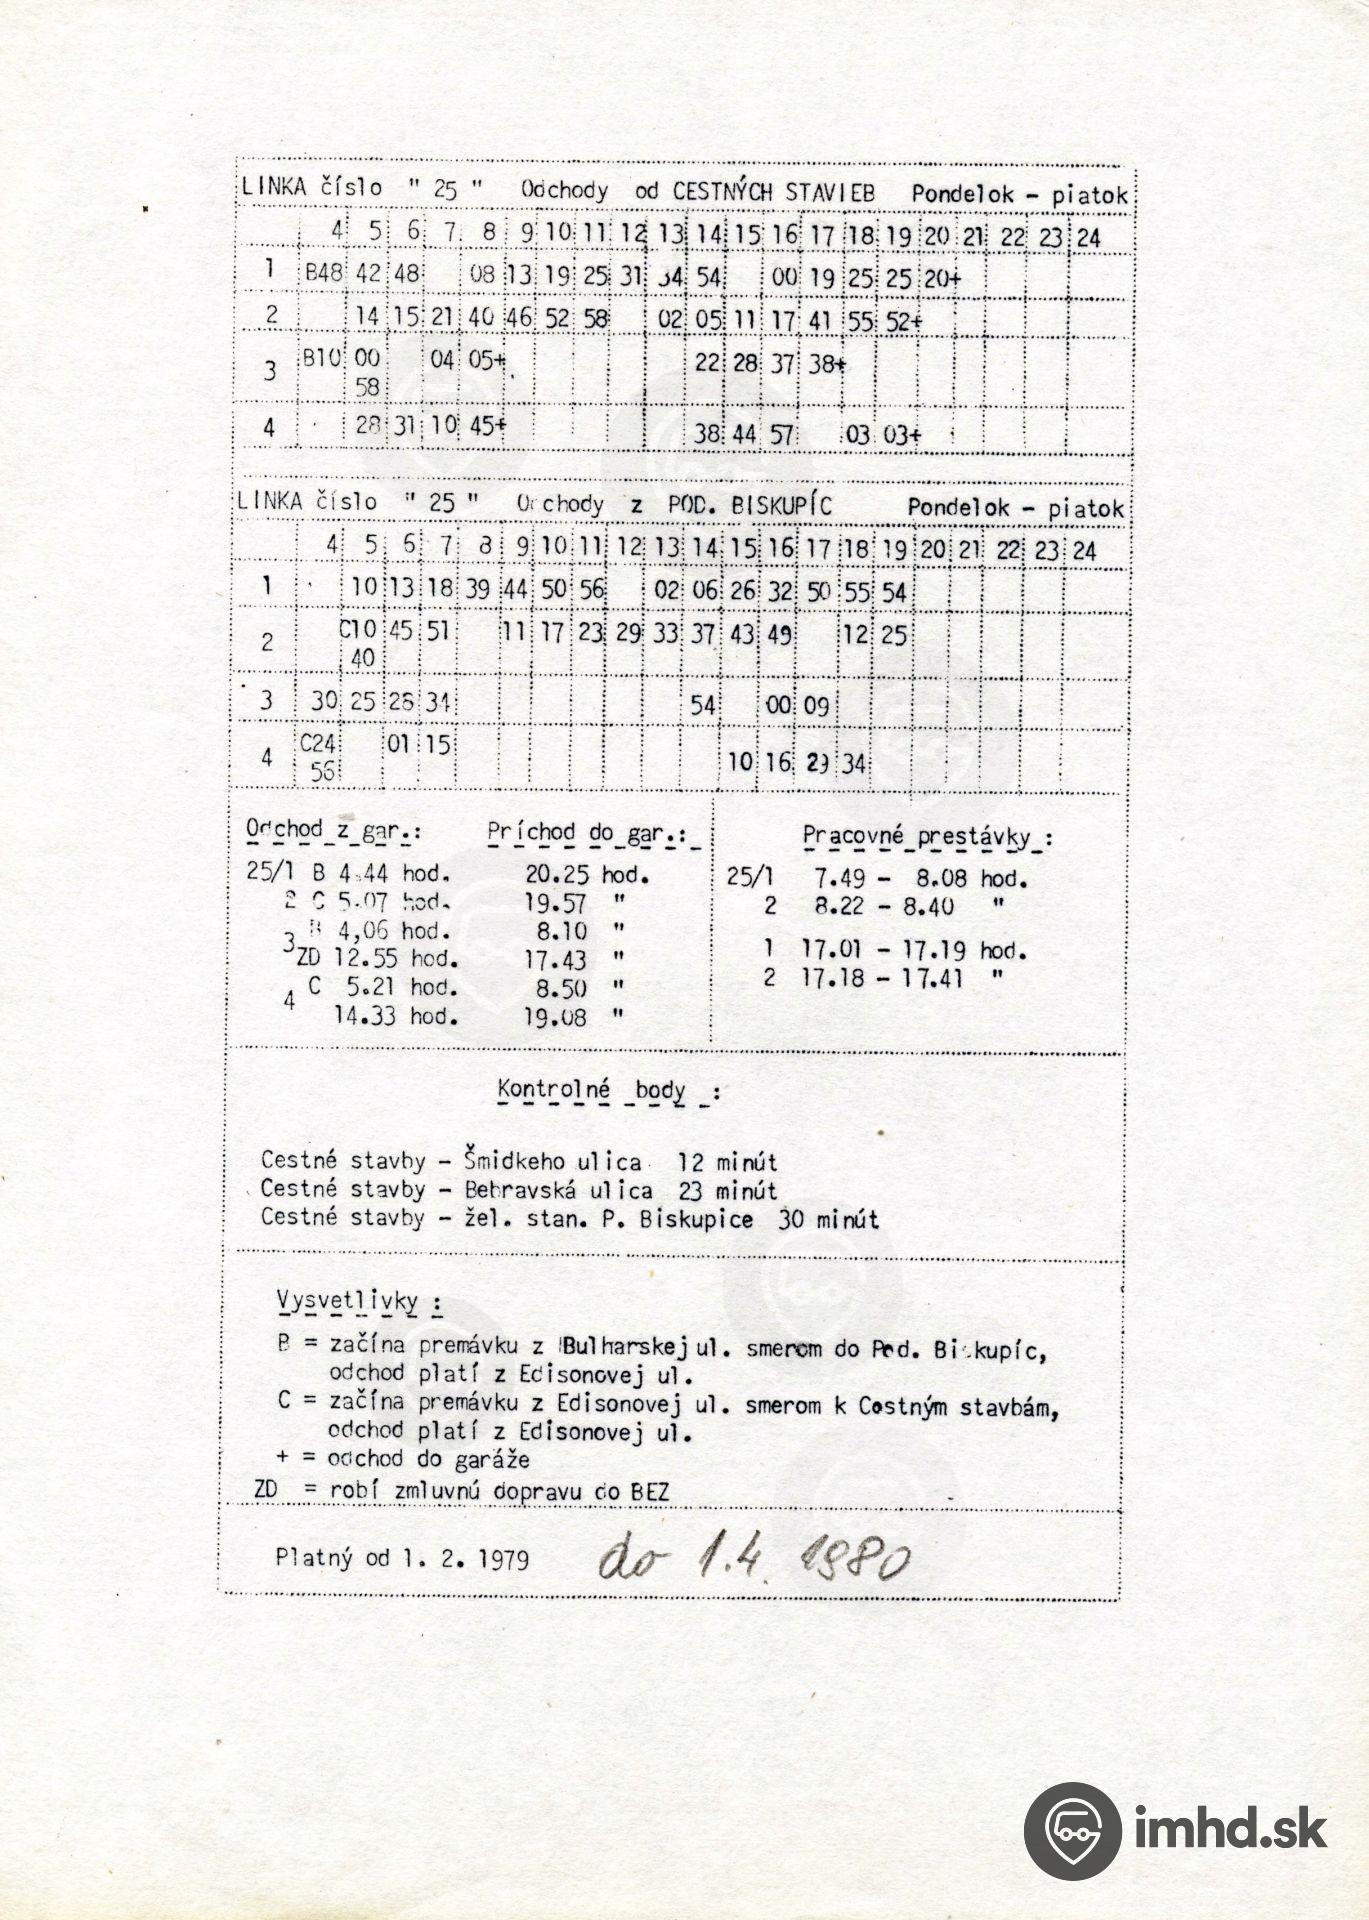 LINKA číslo " 25 " Odchody od CESTNÝCH STAVIEB Pondelok - piatok
4 5 6 7 8 9 10 11 12 13 14 15 16 17 18 19 20 21 22 23 24
1 B48 42 48 08 13 19 25 31 34 54 00 19 25 25 20+
2 14 15 21 40 46 52 58 02 05 11 17 41 55 52+
3 B10 00 04 05+ 22 28 37 38+
58
4 28 31 10 45+ 38 44 57 03 03+
LINKA číslo " 25 " Odchody z POD. BISKUPÍC Pondelok - piatok
4 5 6 7 8 9 10 11 12 13 14 15 16 17 18 19 20 21 22 23 24
1 10 13 18 39 44 50 56 02 06 26 32 50 55 54
2 C10 45 51 11 17 23 29 33 37 43 49 12 25
40
3 30 25 28 34 54 00 09
4 C24 01 15 10 16 29 34
56
Odchod z gar.: Príchod do gar.: Pracovné prestávky :
25/1 B 4.44 hod. 20.25 hod. 25/1 7.49 - 8.08 hod.
2 C 5.07 hod. 19.57 " 2 8.22 - 8.40 "
3 B 4,06 hod. 8.10 " 1 17.01 - 17.19 hod.
ZD 12.55 hod. 17.43 " 2 17.18 - 17.41 "
4 C 5.21 hod. 8.50 "
14.33 hod. 19.08 "
Kontrolné body :
Cestné stavby - Šmidkeho ulica 12 minút
Cestné stavby - Bebravská ulica 23 minút
Cestné stavby - žel. stan. P. Biskupice 30 minút
Vysvetlivky :
B = začína premávku z Bulharskej ul. smerom do Pod. Biskupíc,
odchod platí z Edisonovej ul.
C = začína premávku z Edisonovej ul. smerom k Cestným stavbám,
odchod platí z Edisonovej ul.
+ = odchod do garáže
ZD = robí zmluvnú dopravu do BEZ
Platný od 1. 2. 1979 do 1.4. 1980
imhd.sk